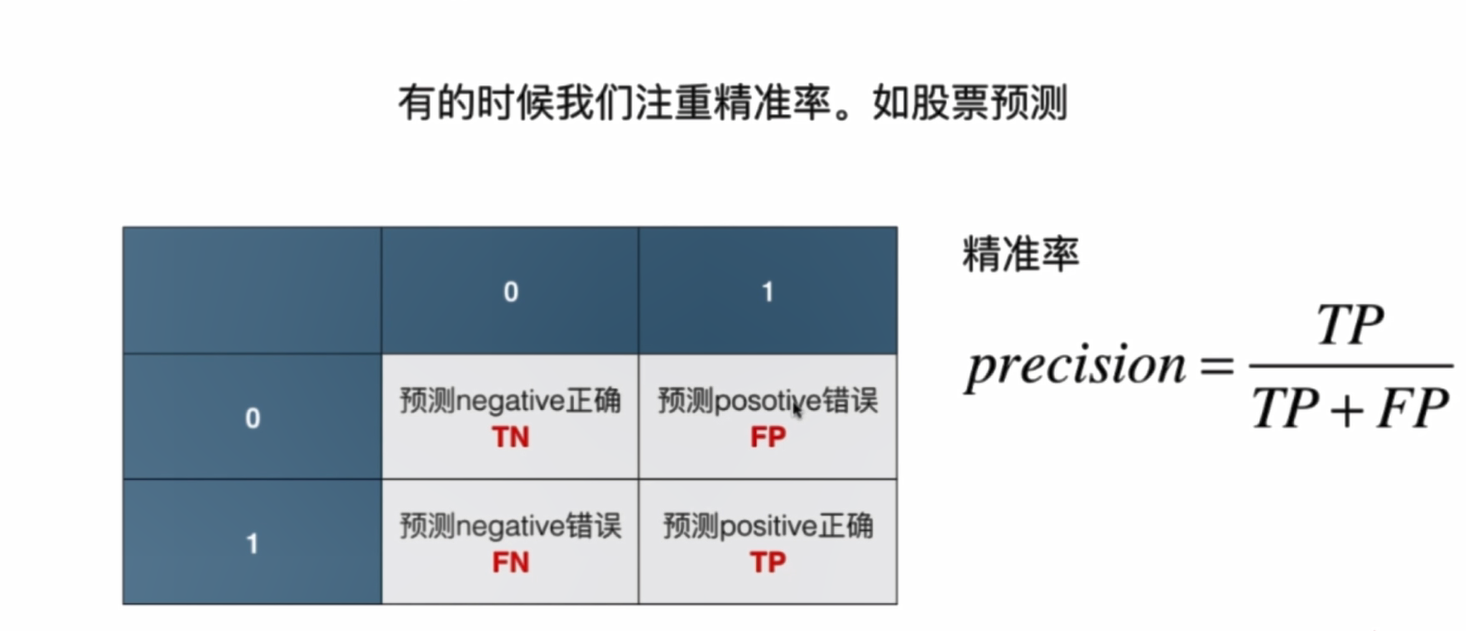 有的时候我们注重精准率。如股票预测
0 1
0 预测negative正确 TN 预测posotive错误 FP
1 预测negative错误 FN 预测positive正确 TP
精准率
precision = TP / TP + FP